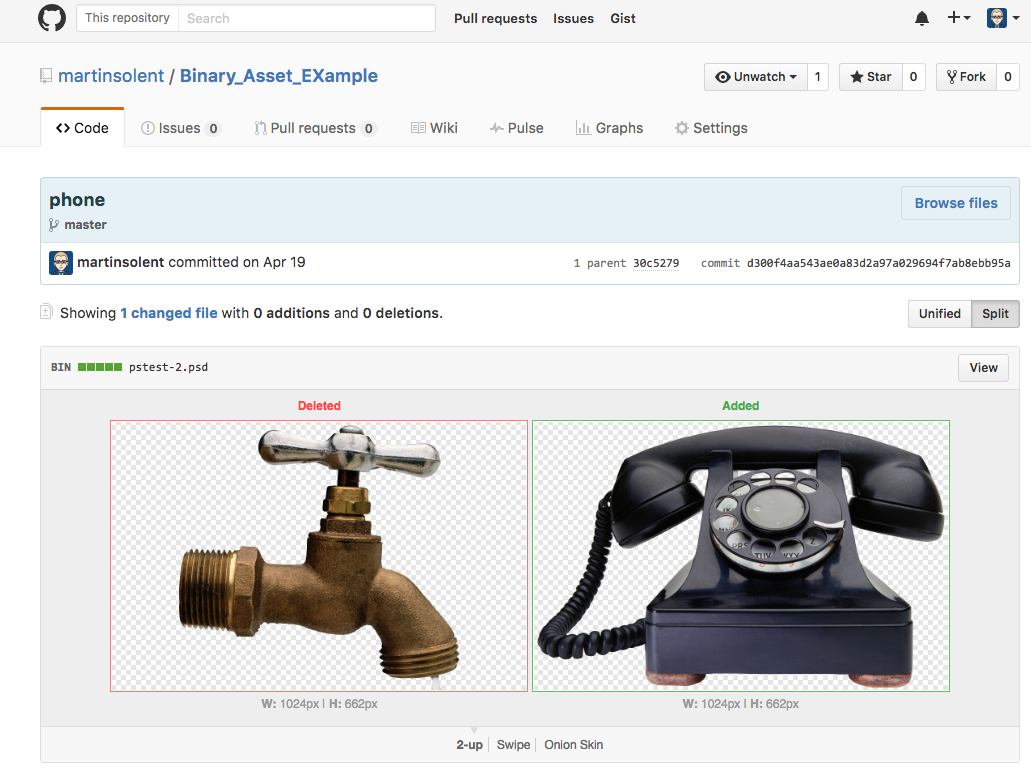 This repository Search Pull requests Issues Gist
martinsolent / Binary_Asset_EXample Unwatch 1 Star 0 Fork 0
Code Issues 0 Pull requests 0 Wiki Pulse Graphs Settings
phone Browse files
master
martinsolent committed on Apr 19 1 parent 30c5279 commit d300f4aa543ae0a83d2a97a029694f7ab8ebb95a
Showing 1 changed file with 0 additions and 0 deletions. Unified Split
BIN pstest-2.psd View
Deleted Added
PRS TUV WXY Z
W: 1024px | H: 662px W: 1024px | H: 662px
2-up Swipe Onion Skin